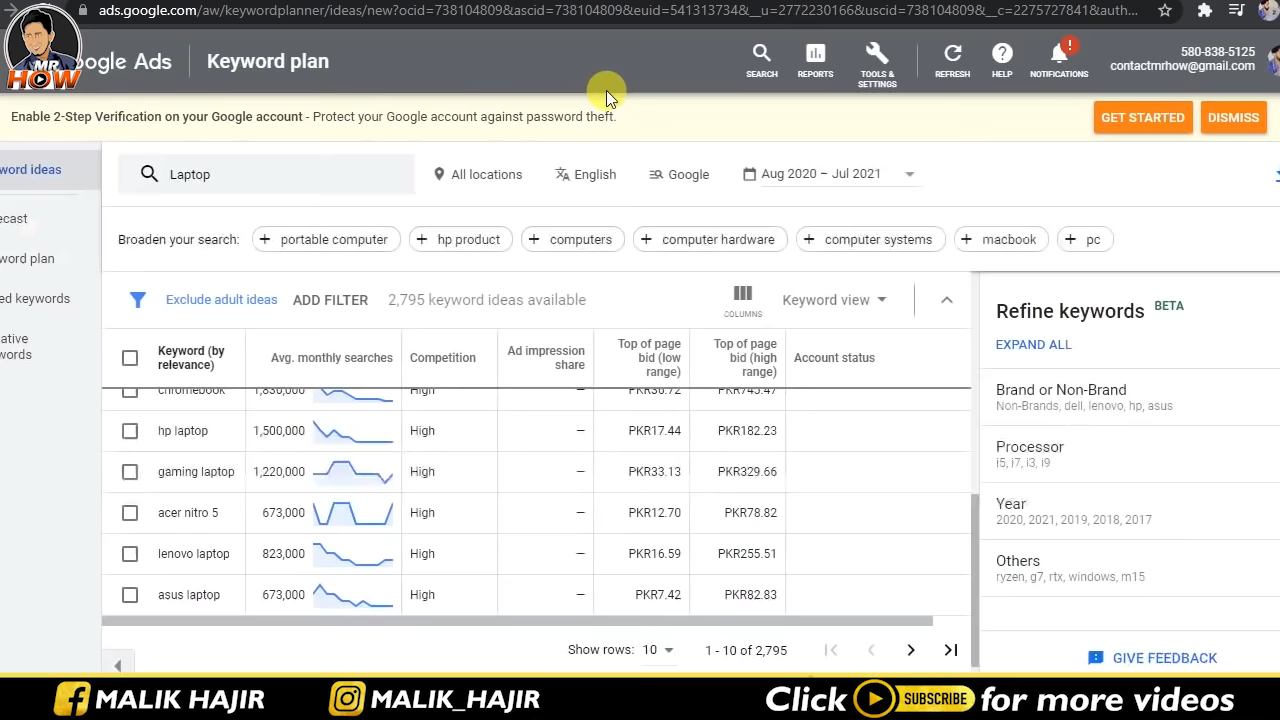 ads.google.com/aw/keywordplanner/ideas/new?ocid=738104809&ascid=738104809&euid=541313734&__u=2772230166&uscid=738104809&__c=2275727841&auth...
MR
HOW
ogle Ads
Keyword plan
SEARCH
REPORTS
TOOLS & SETTINGS
REFRESH
HELP
!
NOTIFICATIONS
580-838-5125
contactmrhow@gmail.com
Enable 2-Step Verification on your Google account - Protect your Google account against password theft.
GET STARTED
DISMISS
word ideas
ecast
word plan
ed keywords
ative
words
Laptop
All locations
English
Google
Aug 2020 – Jul 2021
Broaden your search:
+ portable computer
+ hp product
+ computers
+ computer hardware
+ computer systems
+ macbook
+ pc
Exclude adult ideas
ADD FILTER
2,795 keyword ideas available
COLUMNS
Keyword view
Keyword (by relevance)
Avg. monthly searches
Competition
Ad impression share
Top of page bid (low range)
Top of page bid (high range)
Account status
chromebook 1,830,000 High PKR36.72 PKR745.47
hp laptop 1,500,000 High — PKR17.44 PKR182.23
gaming laptop 1,220,000 High — PKR33.13 PKR329.66
acer nitro 5 673,000 High — PKR12.70 PKR78.82
lenovo laptop 823,000 High — PKR16.59 PKR255.51
asus laptop 673,000 High — PKR7.42 PKR82.83
Show rows: 10
1 - 10 of 2,795
Refine keywords BETA
EXPAND ALL
Brand or Non-Brand
Non-Brands, dell, lenovo, hp, asus
Processor
i5, i7, i3, i9
Year
2020, 2021, 2019, 2018, 2017
Others
ryzen, g7, rtx, windows, m15
GIVE FEEDBACK
MALIK HAJIR
MALIK_HAJIR
Click SUBSCRIBE for more videos